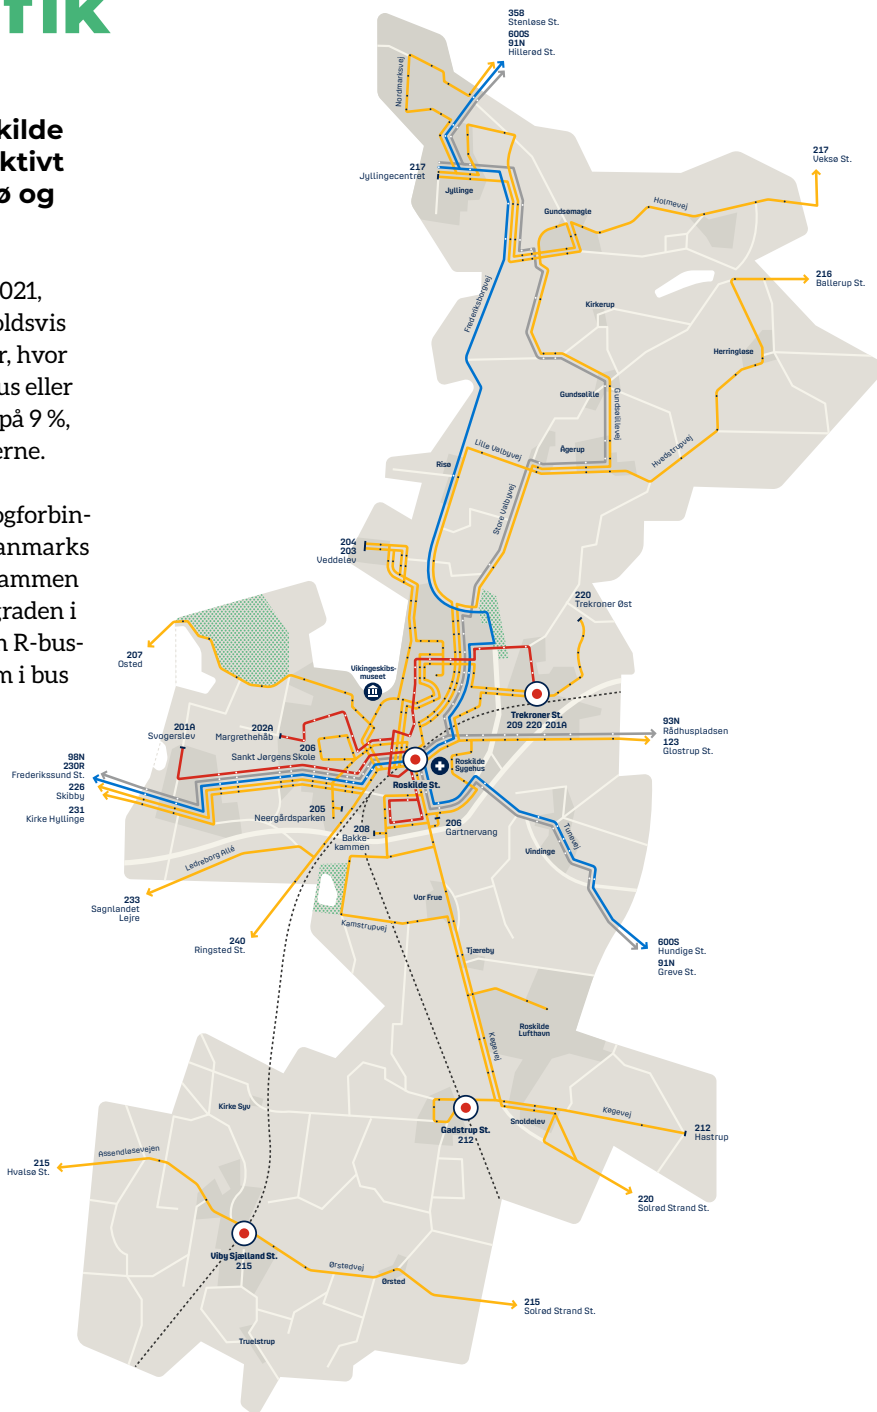 TIK
kilde
ktivt
ø og
021,
oldsvis
r, hvor
us eller
på 9 %,
erne.
ogforbin-
anmarks
ammen
graden i
n R-bus-
m i bus
358
Stenløse St.
600S
91N
Hillerød St.
Nordmarksvej
217
Jyllingecentret
Jyllinge
217
Veksø St.
Holmevej
Gundsømagle
216
Ballerup St.
Frederiksborgvej
Kirkerup
Herringløse
Gundsølille
Gundsølillevej
Lille Valbyvej
Ågerup
Hvedstrupvej
Risø
Store Valbyvej
204
203
Veddelev
220
Trekroner Øst
207
Osted
Vikingeskibs-
museet
Trekroner St.
209 220 201A
201A
Svogerslev
202A
Margrethehåb
206
Sankt Jørgens Skole
93N
Rådhuspladsen
123
Glostrup St.
98N
230R
Frederikssund St.
226
Skibby
231
Kirke Hyllinge
Roskilde
Sygehus
Roskilde St.
205
Neergårdsparken
208
Bakke-
kammen
206
Gartnervang
Tunevej
Vindinge
Ledreborg Allé
233
Sagnlandet
Lejre
Vor Frue
Kamstrupvej
240
Ringsted St.
Tjæreby
600S
Hundige St.
91N
Greve St.
Roskilde
Lufthavn
Køgevej
Kirke Syv
Gadstrup St.
212
Snoldelev
Køgevej
212
Hastrup
Assendløsevejen
215
Hvalsø St.
220
Solrød Strand St.
Viby Sjælland St.
215
Ørstedvej
Ørsted
215
Solrød Strand St.
Truelstrup